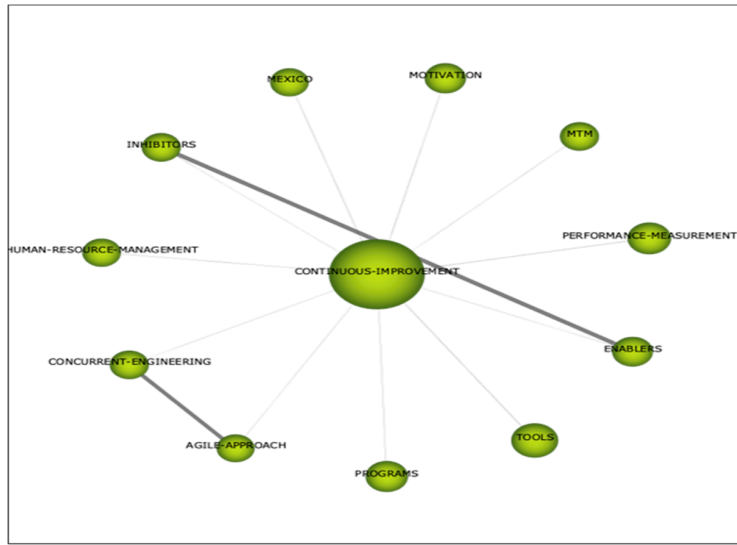 MOTIVATION
MEXICO
MTM
INHIBITORS
PERFORMANCE-MEASUREMENT
HUMAN-RESOURCE-MANAGEMENT
CONTINUOUS-IMPROVEMENT
ENABLERS
CONCURRENT-ENGINEERING
TOOLS
AGILE-APPROACH
PROGRAMS